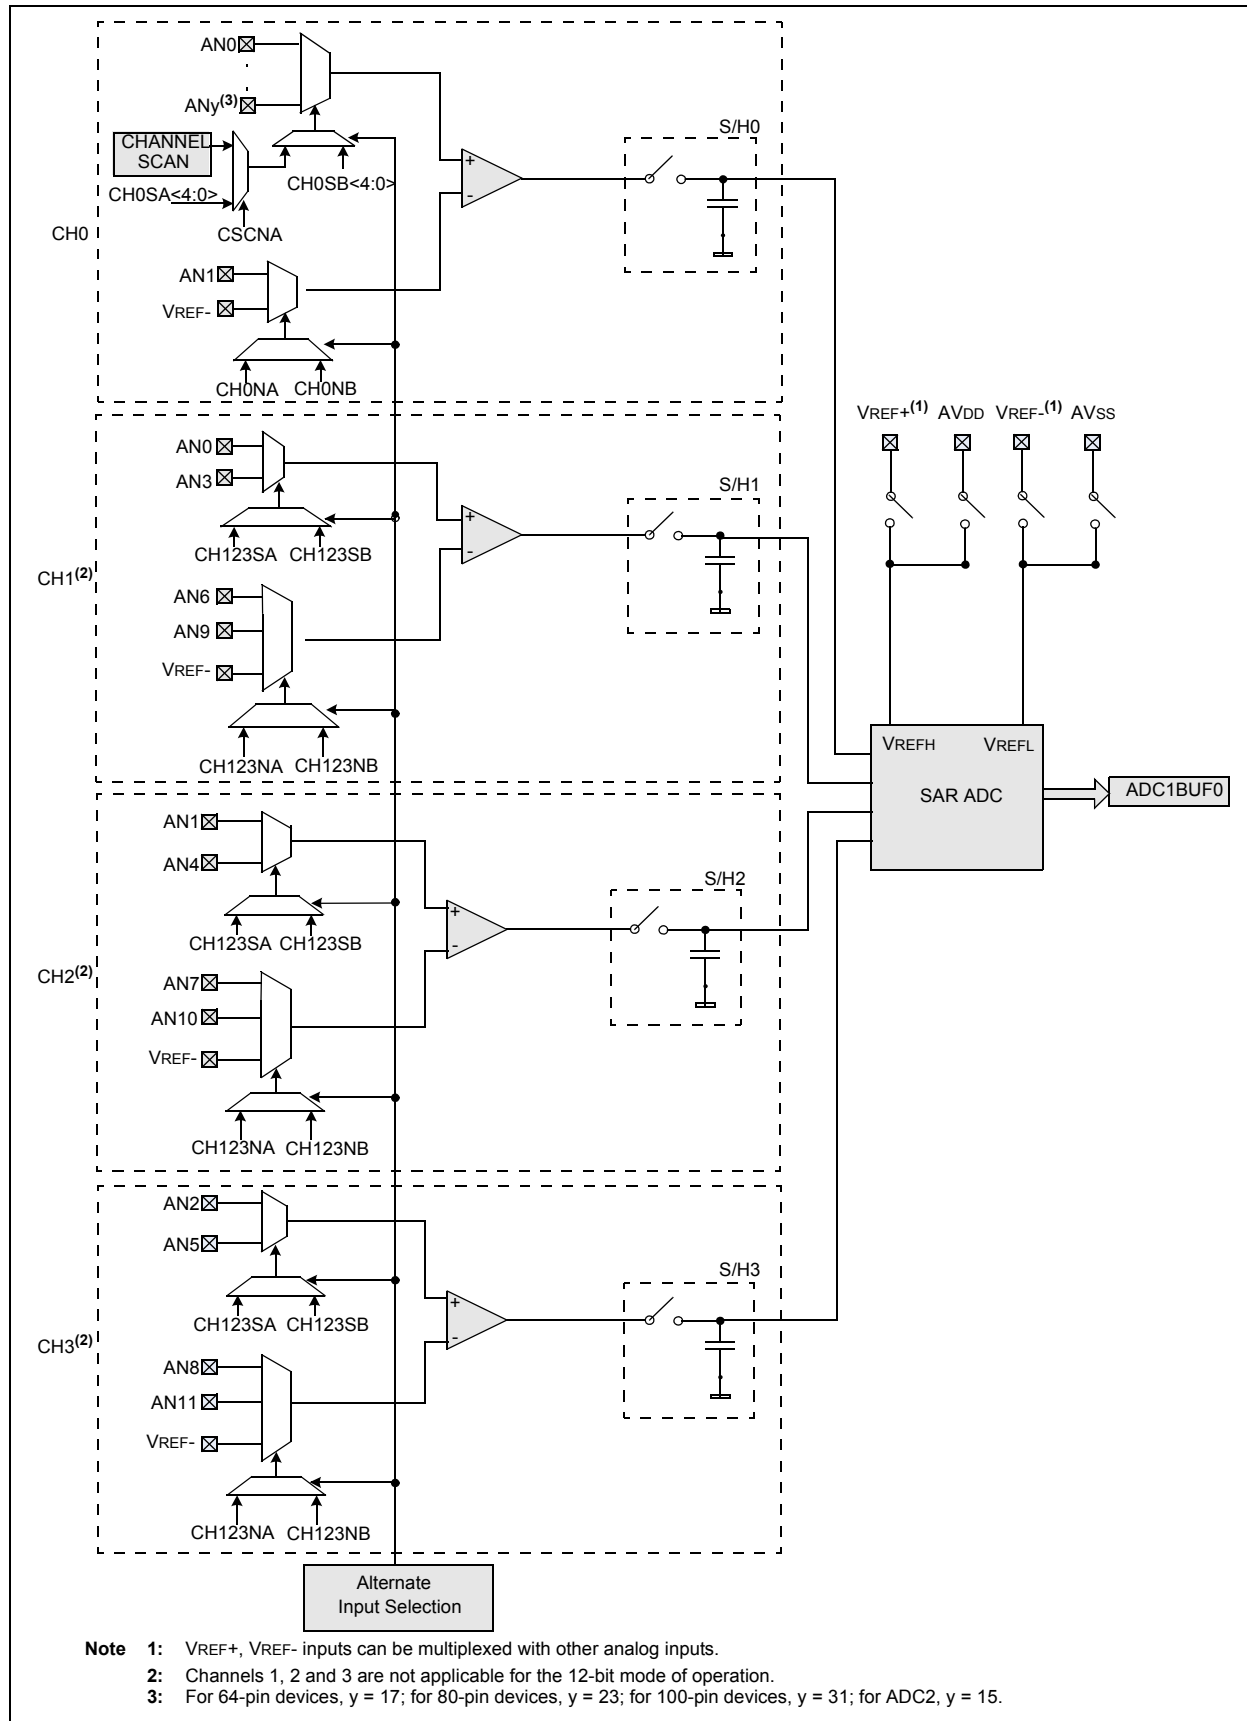 AN0
ANy(3)
CHANNEL
SCAN
CH0SA<4:0>
CH0SB<4:0>
CSCNA
CH0
AN1
VREF-
CH0NA CH0NB
+
-
S/H0
AN0
AN3
CH123SA CH123SB
CH1(2)
AN6
AN9
VREF-
CH123NA CH123NB
+
-
S/H1
AN1
AN4
CH123SA CH123SB
CH2(2)
AN7
AN10
VREF-
CH123NA CH123NB
+
-
S/H2
AN2
AN5
CH123SA CH123SB
CH3(2)
AN8
AN11
VREF-
CH123NA CH123NB
+
-
S/H3
VREF+(1) AVDD VREF-(1) AVSS
VREFH VREFL
SAR ADC
ADC1BUF0
Alternate
Input Selection
Note 1: VREF+, VREF- inputs can be multiplexed with other analog inputs.
2: Channels 1, 2 and 3 are not applicable for the 12-bit mode of operation.
3: For 64-pin devices, y = 17; for 80-pin devices, y = 23; for 100-pin devices, y = 31; for ADC2, y = 15.